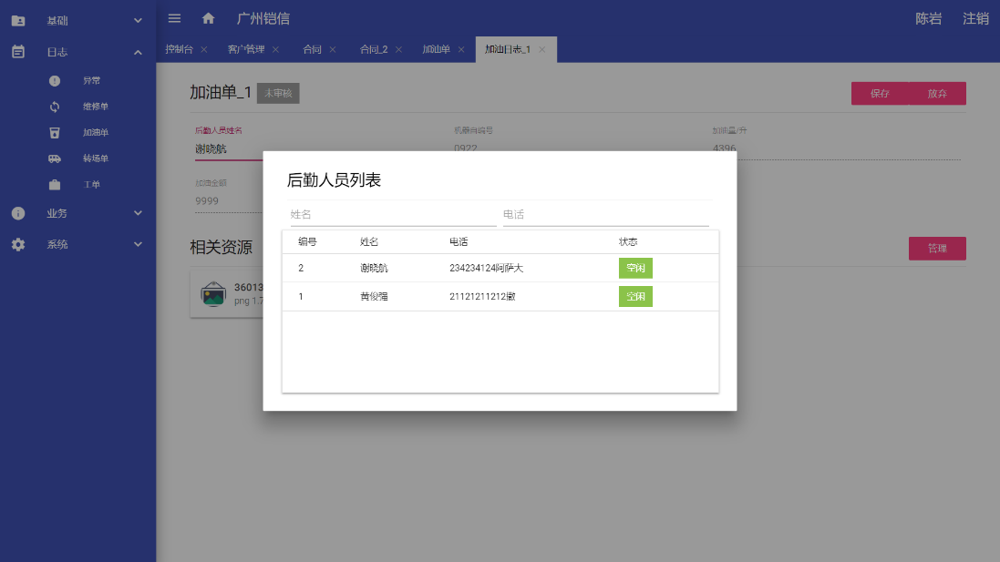 基础
日志
异常
维修单
加油单
转场单
工单
业务
系统
广州铠信
陈岩 注销
控制台 客户管理 合同 合同_2 加油单 加油日志_1
加油单_1 未审核
保存 放弃
后勤人员姓名 机器自编号 加油量/升
谢晓航 0922 4396
加油金额
9999
相关资源
管理
36013
png 1.7
后勤人员列表
姓名 电话
编号 姓名 电话 状态
2 谢晓航 234234124阿萨大 空闲
1 黄俊强 21121211212撒 空闲